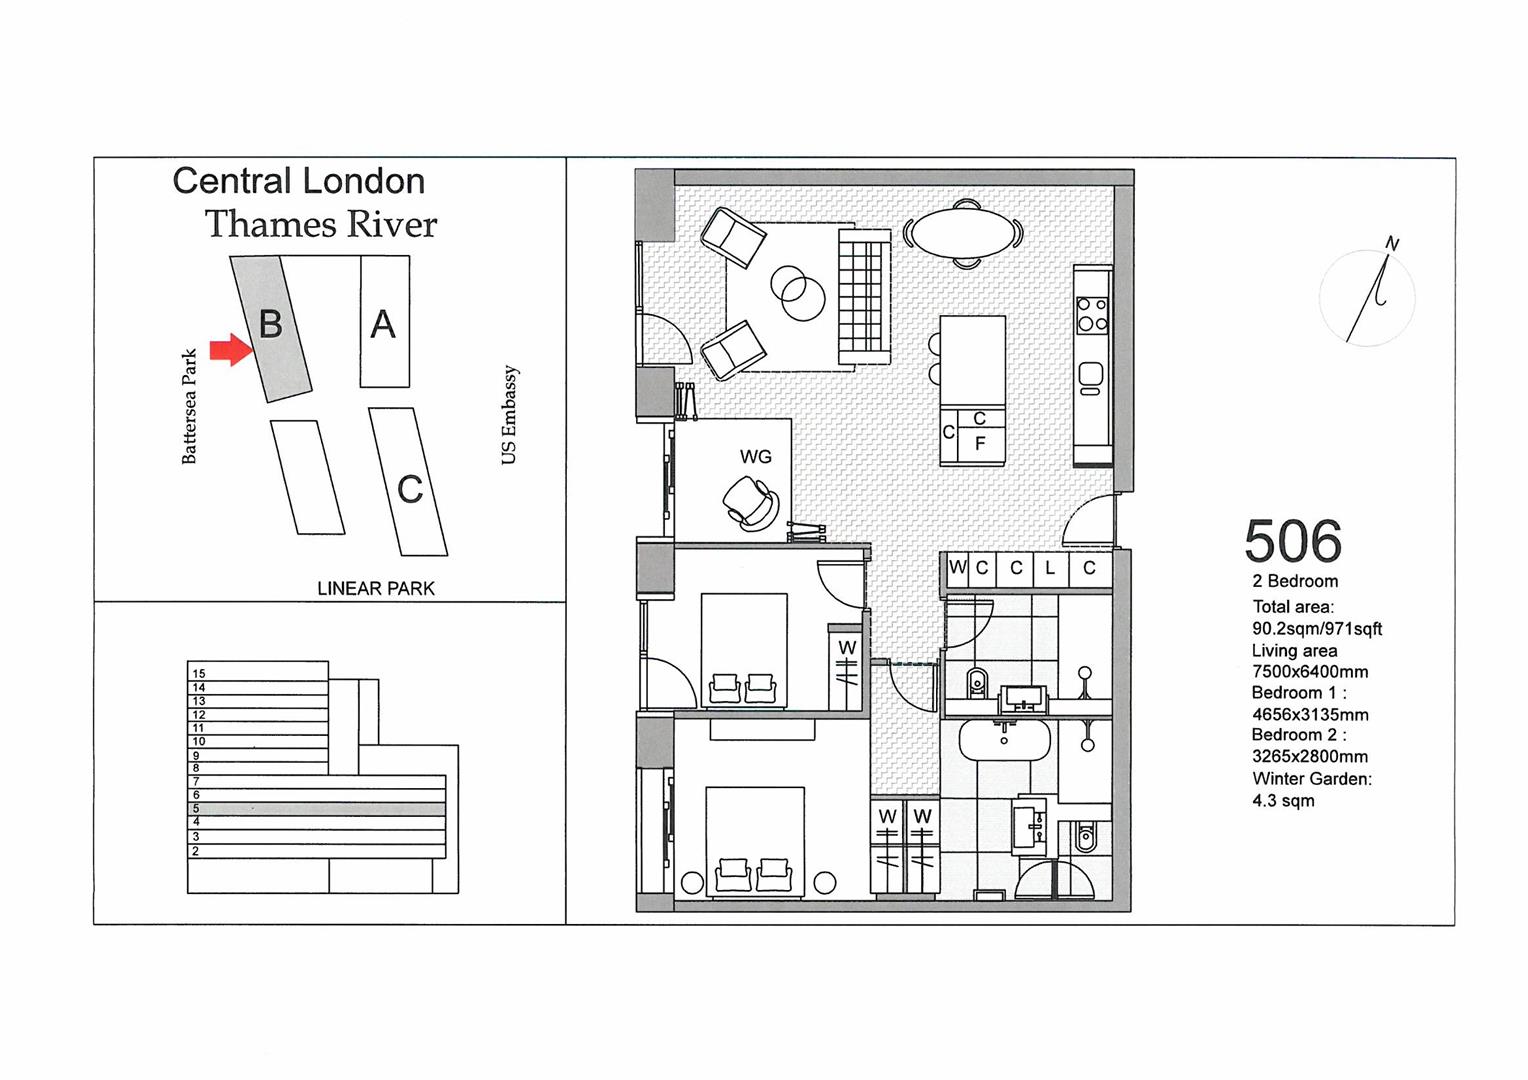 Central London
Thames River
B
A
Battersea Park
US Embassy
C
LINEAR PARK
15
14
13
12
11
10
9
8
7
6
5
4
3
2
WG
C
C
F
W
C
C
L
C
W
W
W
N
506
2 Bedroom
Total area:
90.2sqm/971sqft
Living area
7500x6400mm
Bedroom 1 :
4656x3135mm
Bedroom 2 :
3265x2800mm
Winter Garden:
4.3 sqm